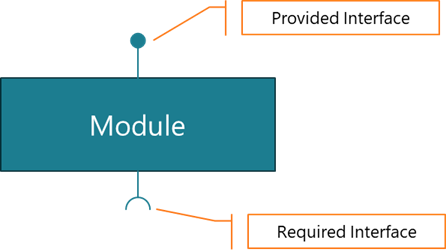 Provided Interface
Module
Required Interface